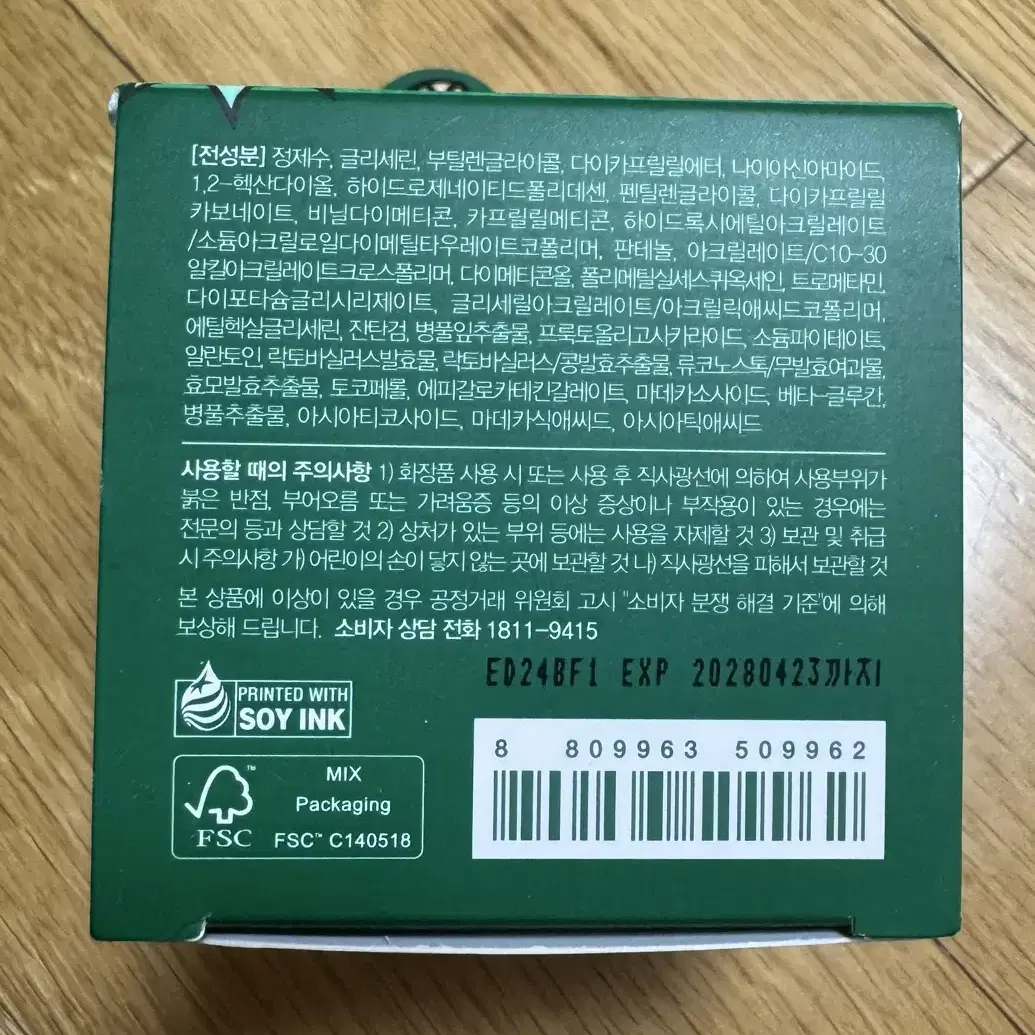 [전성분] 정제수, 글리세린, 부틸렌글라이콜, 다이카프릴릴에터, 나이아신아마이드,
1,2-헥산다이올, 하이드로제네이티드폴리데센, 펜틸렌글라이콜, 다이카프릴릴
카보네이트, 비닐다이메티콘, 카프릴릴메티콘, 하이드록시에틸아크릴레이트
/소듐아크릴로일다이메틸타우레이트코폴리머, 판테놀, 아크릴레이트/C10-30
알킬아크릴레이트크로스폴리머, 다이메티콘올, 폴리메틸실세스퀴옥세인, 트로메타민,
다이포타슘글리시리제이트, 글리세릴아크릴레이트/아크릴릭애씨드코폴리머,
에틸헥실글리세린, 잔탄검, 병풀잎추출물, 프룩토올리고사카라이드, 소듐파이테이트,
알란토인, 락토바실러스발효물, 락토바실러스/콩발효추출물, 류코노스톡/무발효여과물,
효모발효추출물, 토코페롤, 에피갈로카테킨갈레이트, 마데카소사이드, 베타-글루칸,
병풀추출물, 아시아티코사이드, 마데카식애씨드, 아시아틱애씨드
사용할 때의 주의사항 1) 화장품 사용 시 또는 사용 후 직사광선에 의하여 사용부위가
붉은 반점, 부어오름 또는 가려움증 등의 이상 증상이나 부작용이 있는 경우에는
전문의 등과 상담할 것 2) 상처가 있는 부위 등에는 사용을 자제할 것 3) 보관 및 취급
시 주의사항 가) 어린이의 손이 닿지 않는 곳에 보관할 것 나) 직사광선을 피해서 보관할 것
본 상품에 이상이 있을 경우 공정거래 위원회 고시 "소비자 분쟁 해결 기준"에 의해
보상해 드립니다. 소비자 상담 전화 1811-9415
ED24BF1 EXP 20280423까지
PRINTED WITH
SOY INK
8 809963 509962
MIX
Packaging
FSC™ C140518
FSC™